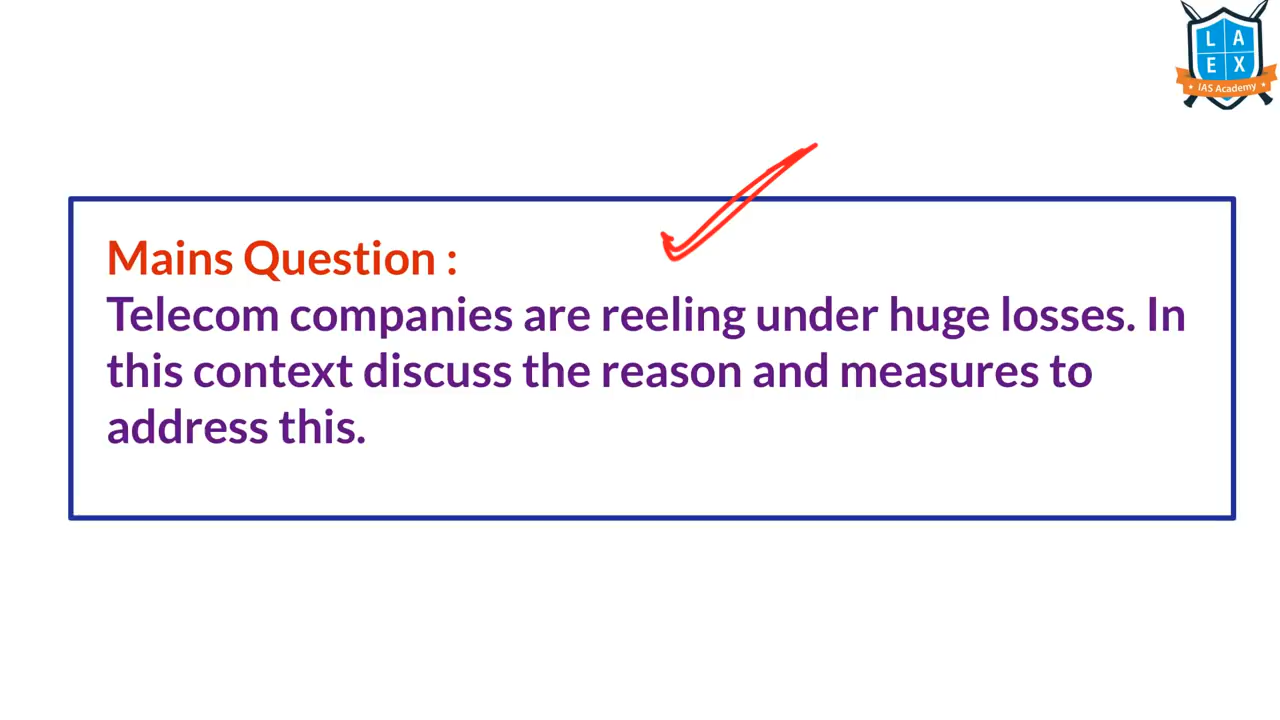 L A
E X
IAS Academy
Mains Question :
Telecom companies are reeling under huge losses. In
this context discuss the reason and measures to
address this.